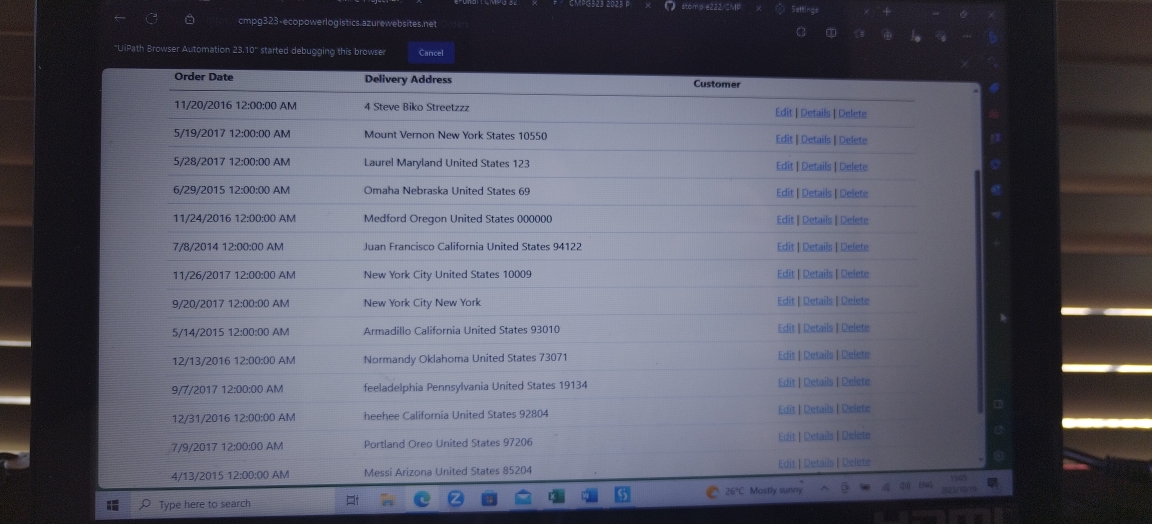 CMPG323 2023 P
Settings
cmpg323-ecopowerlogistics.azurewebsites.net
"UiPath Browser Automation 23.10" started debugging this browser Cancel
Order Date Delivery Address Customer
11/20/2016 12:00:00 AM 4 Steve Biko Streetzzz Edit | Details | Delete
5/19/2017 12:00:00 AM Mount Vernon New York States 10550 Edit | Details | Delete
5/28/2017 12:00:00 AM Laurel Maryland United States 123 Edit | Details | Delete
6/29/2015 12:00:00 AM Omaha Nebraska United States 69 Edit | Details | Delete
11/24/2016 12:00:00 AM Medford Oregon United States 000000 Edit | Details | Delete
7/8/2014 12:00:00 AM Juan Francisco California United States 94122 Edit | Details | Delete
11/26/2017 12:00:00 AM New York City United States 10009 Edit | Details | Delete
9/20/2017 12:00:00 AM New York City New York Edit | Details | Delete
5/14/2015 12:00:00 AM Armadillo California United States 93010 Edit | Details | Delete
12/13/2016 12:00:00 AM Normandy Oklahoma United States 73071 Edit | Details | Delete
9/7/2017 12:00:00 AM feeladelphia Pennsylvania United States 19134 Edit | Details | Delete
12/31/2016 12:00:00 AM heehee California United States 92804 Edit | Details | Delete
7/9/2017 12:00:00 AM Portland Oreo United States 97206 Edit | Details | Delete
4/13/2015 12:00:00 AM Messi Arizona United States 85204 Edit | Details | Delete
Type here to search 26°C Mostly sunny ENG